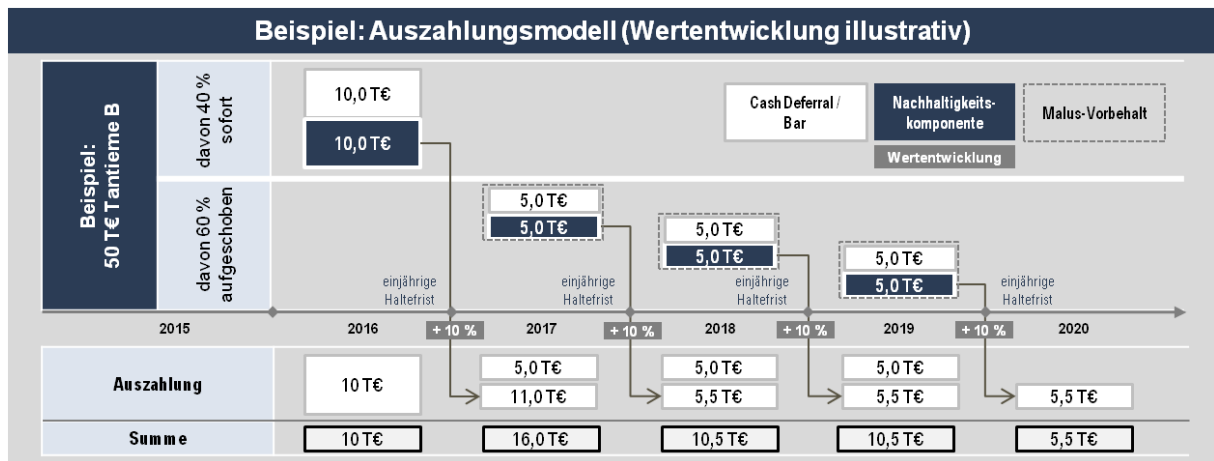 Beispiel: Auszahlungsmodell (Wertentwicklung illustrativ)
Beispiel:
50 T€ Tantieme B
davon 40 %
sofort
10,0 T€
10,0 T€
Cash Deferral /
Bar
Nachhaltigkeits-
komponente
Malus-Vorbehalt
Wertentwicklung
davon 60 %
aufgeschoben
5,0 T€
5,0 T€
5,0 T€
5,0 T€
5,0 T€
5,0 T€
einjährige
Haltefrist
einjährige
Haltefrist
einjährige
Haltefrist
einjährige
Haltefrist
2015 2016 + 10 % 2017 + 10 % 2018 + 10 % 2019 + 10 % 2020
Auszahlung
10 T€
5,0 T€ 5,0 T€ 5,0 T€
11,0 T€ 5,5 T€ 5,5 T€ 5,5 T€
Summe 10 T€ 16,0 T€ 10,5 T€ 10,5 T€ 5,5 T€